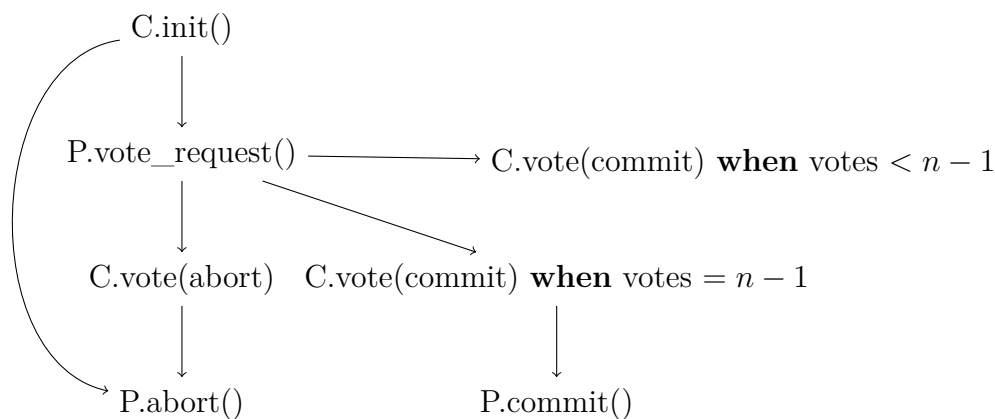 C.init()
P.vote_request()
C.vote(commit) when votes < n − 1
C.vote(abort)
C.vote(commit) when votes = n − 1
P.abort()
P.commit()